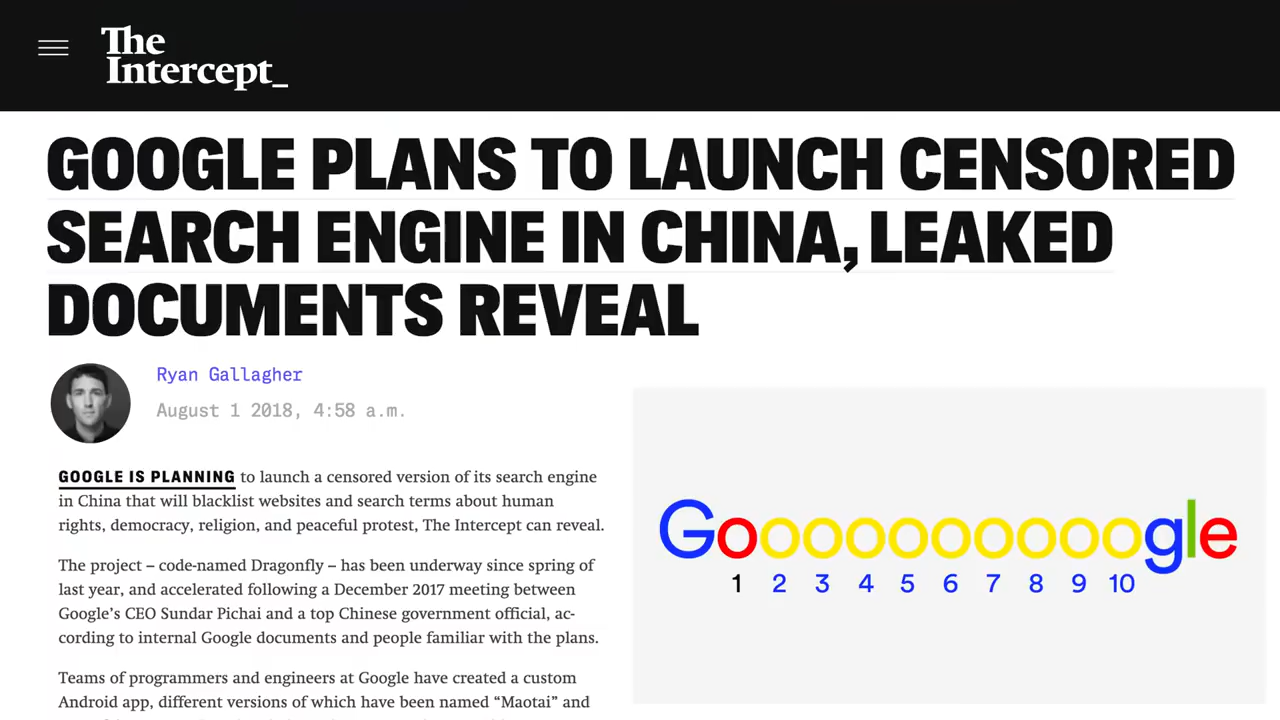 The
Intercept_
GOOGLE PLANS TO LAUNCH CENSORED
SEARCH ENGINE IN CHINA, LEAKED
DOCUMENTS REVEAL
Ryan Gallagher
August 1 2018, 4:58 a.m.
GOOGLE IS PLANNING to launch a censored version of its search engine
in China that will blacklist websites and search terms about human
rights, democracy, religion, and peaceful protest, The Intercept can reveal.
The project – code-named Dragonfly – has been underway since spring of
last year, and accelerated following a December 2017 meeting between
Google’s CEO Sundar Pichai and a top Chinese government official, ac-
cording to internal Google documents and people familiar with the plans.
Teams of programmers and engineers at Google have created a custom
Android app, different versions of which have been named “Maotai” and
Goooooooooogle
1 2 3 4 5 6 7 8 9 10